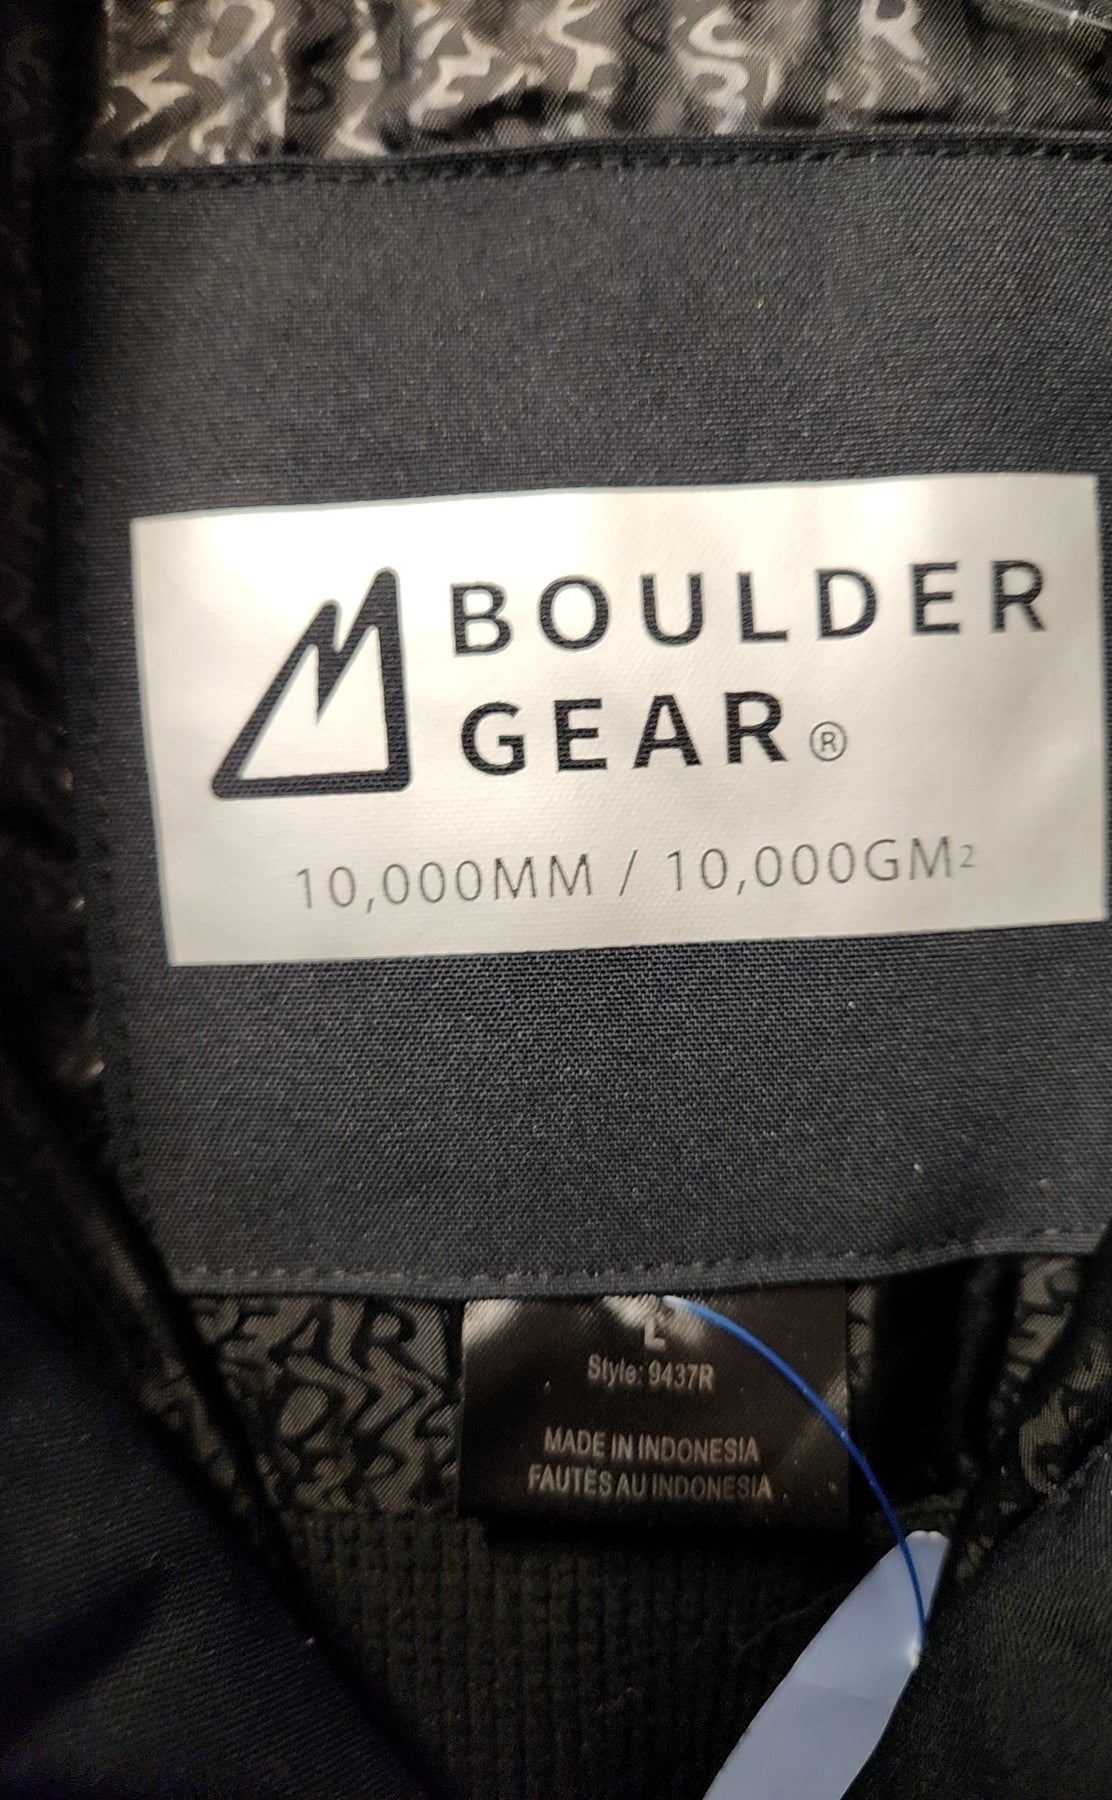 BOULDER
GEAR®
10,000MM / 10,000GM²
L
Style: 9437R
MADE IN INDONESIA
FAUTES AU INDONESIA